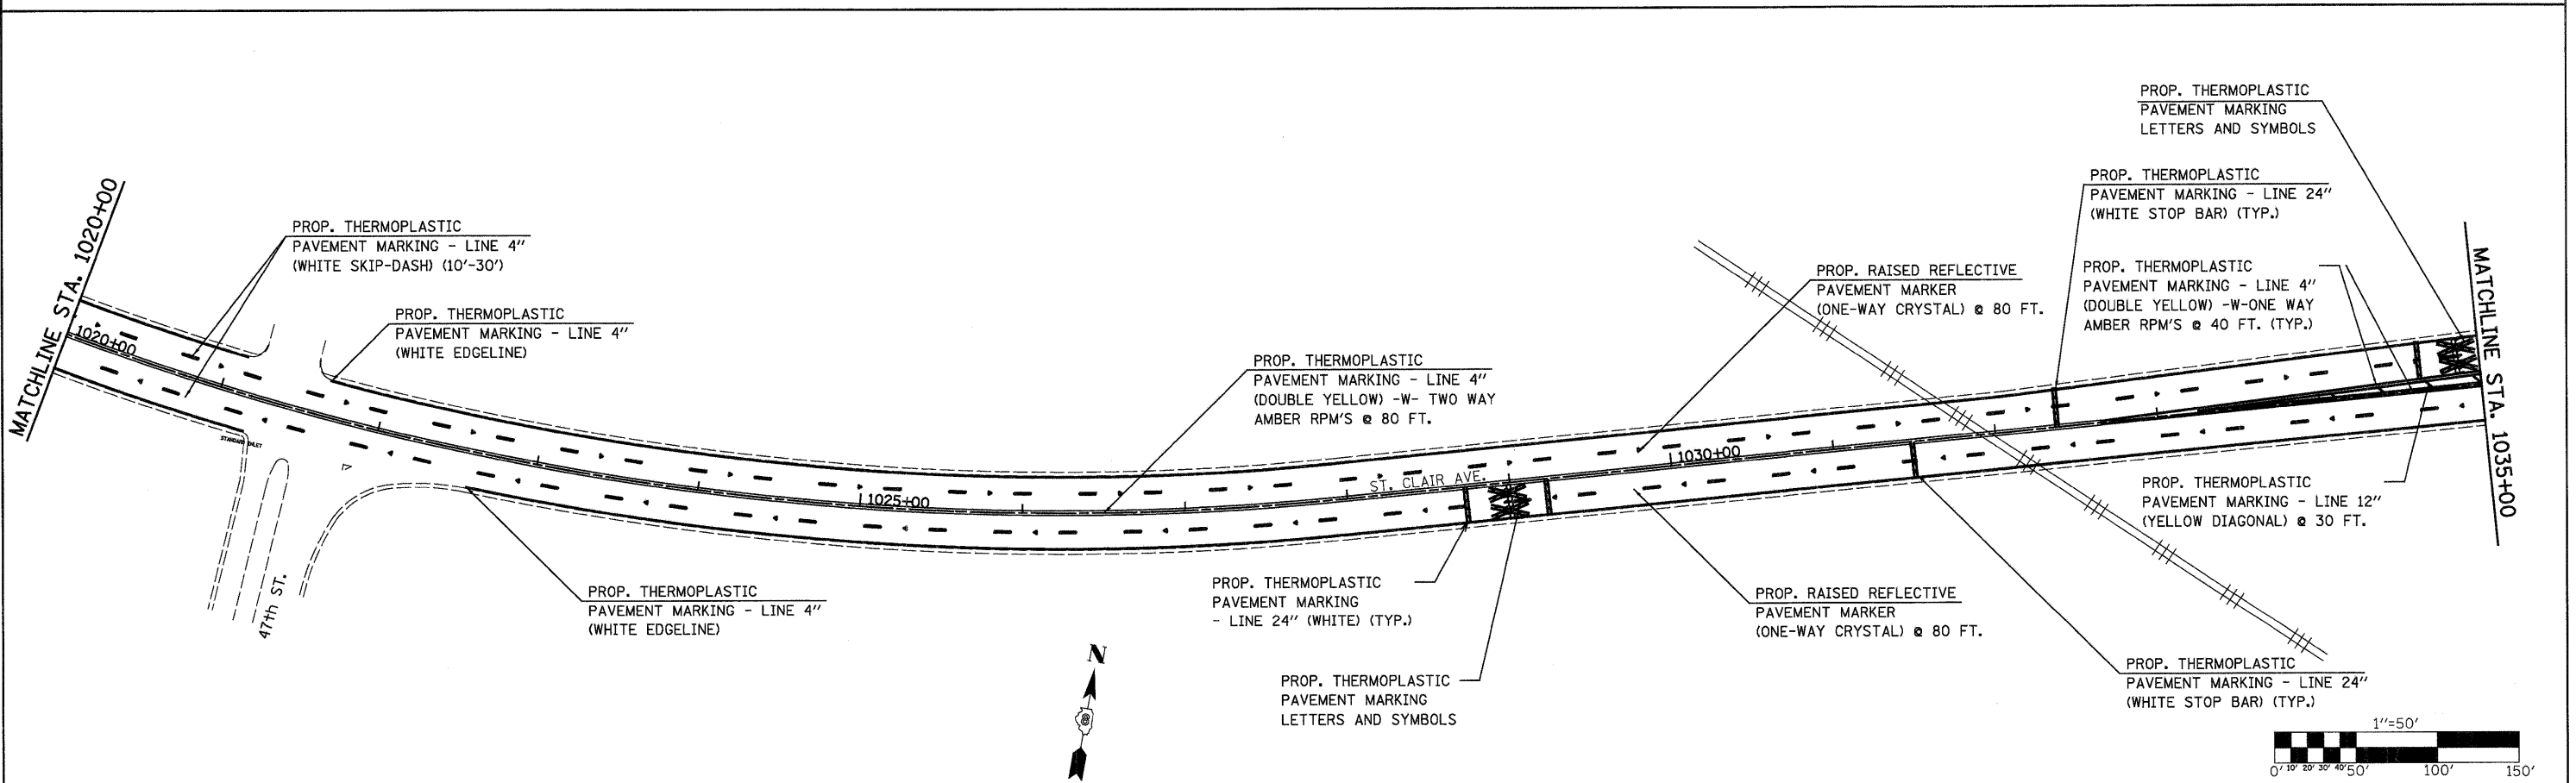 MATCHLINE STA. 1020+00
1020+00
PROP. THERMOPLASTIC
PAVEMENT MARKING - LINE 4"
(WHITE SKIP-DASH) (10'-30')
PROP. THERMOPLASTIC
PAVEMENT MARKING - LINE 4"
(WHITE EDGELINE)
STANDARD INLET
47th ST.
PROP. THERMOPLASTIC
PAVEMENT MARKING - LINE 4"
(WHITE EDGELINE)
1025+00
PROP. THERMOPLASTIC
PAVEMENT MARKING - LINE 4"
(DOUBLE YELLOW) -W- TWO WAY
AMBER RPM'S @ 80 FT.
ST. CLAIR AVE.
1030+00
PROP. THERMOPLASTIC
PAVEMENT MARKING
- LINE 24" (WHITE) (TYP.)
PROP. THERMOPLASTIC
PAVEMENT MARKING
LETTERS AND SYMBOLS
N
8
PROP. RAISED REFLECTIVE
PAVEMENT MARKER
(ONE-WAY CRYSTAL) @ 80 FT.
PROP. RAISED REFLECTIVE
PAVEMENT MARKER
(ONE-WAY CRYSTAL) @ 80 FT.
PROP. THERMOPLASTIC
PAVEMENT MARKING
LETTERS AND SYMBOLS
PROP. THERMOPLASTIC
PAVEMENT MARKING - LINE 24"
(WHITE STOP BAR) (TYP.)
PROP. THERMOPLASTIC
PAVEMENT MARKING - LINE 4"
(DOUBLE YELLOW) -W-ONE WAY
AMBER RPM'S @ 40 FT. (TYP.)
MATCHLINE STA. 1035+00
PROP. THERMOPLASTIC
PAVEMENT MARKING - LINE 12"
(YELLOW DIAGONAL) @ 30 FT.
PROP. THERMOPLASTIC
PAVEMENT MARKING - LINE 24"
(WHITE STOP BAR) (TYP.)
1"=50'
0' 10' 20' 30' 40' 50' 100' 150'